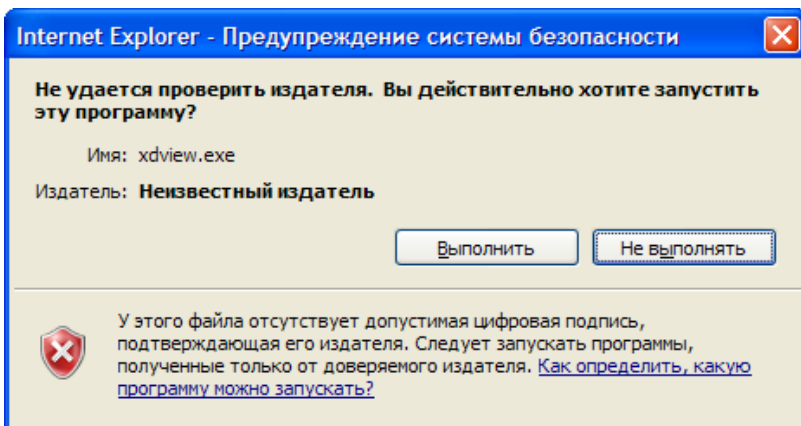 Internet Explorer - Предупреждение системы безопасности
Не удается проверить издателя. Вы действительно хотите запустить
эту программу?
Имя: xdview.exe
Издатель: Неизвестный издатель
Выполнить Не выполнять
У этого файла отсутствует допустимая цифровая подпись,
подтверждающая его издателя. Следует запускать программы,
полученные только от доверяемого издателя. Как определить, какую
программу можно запускать?